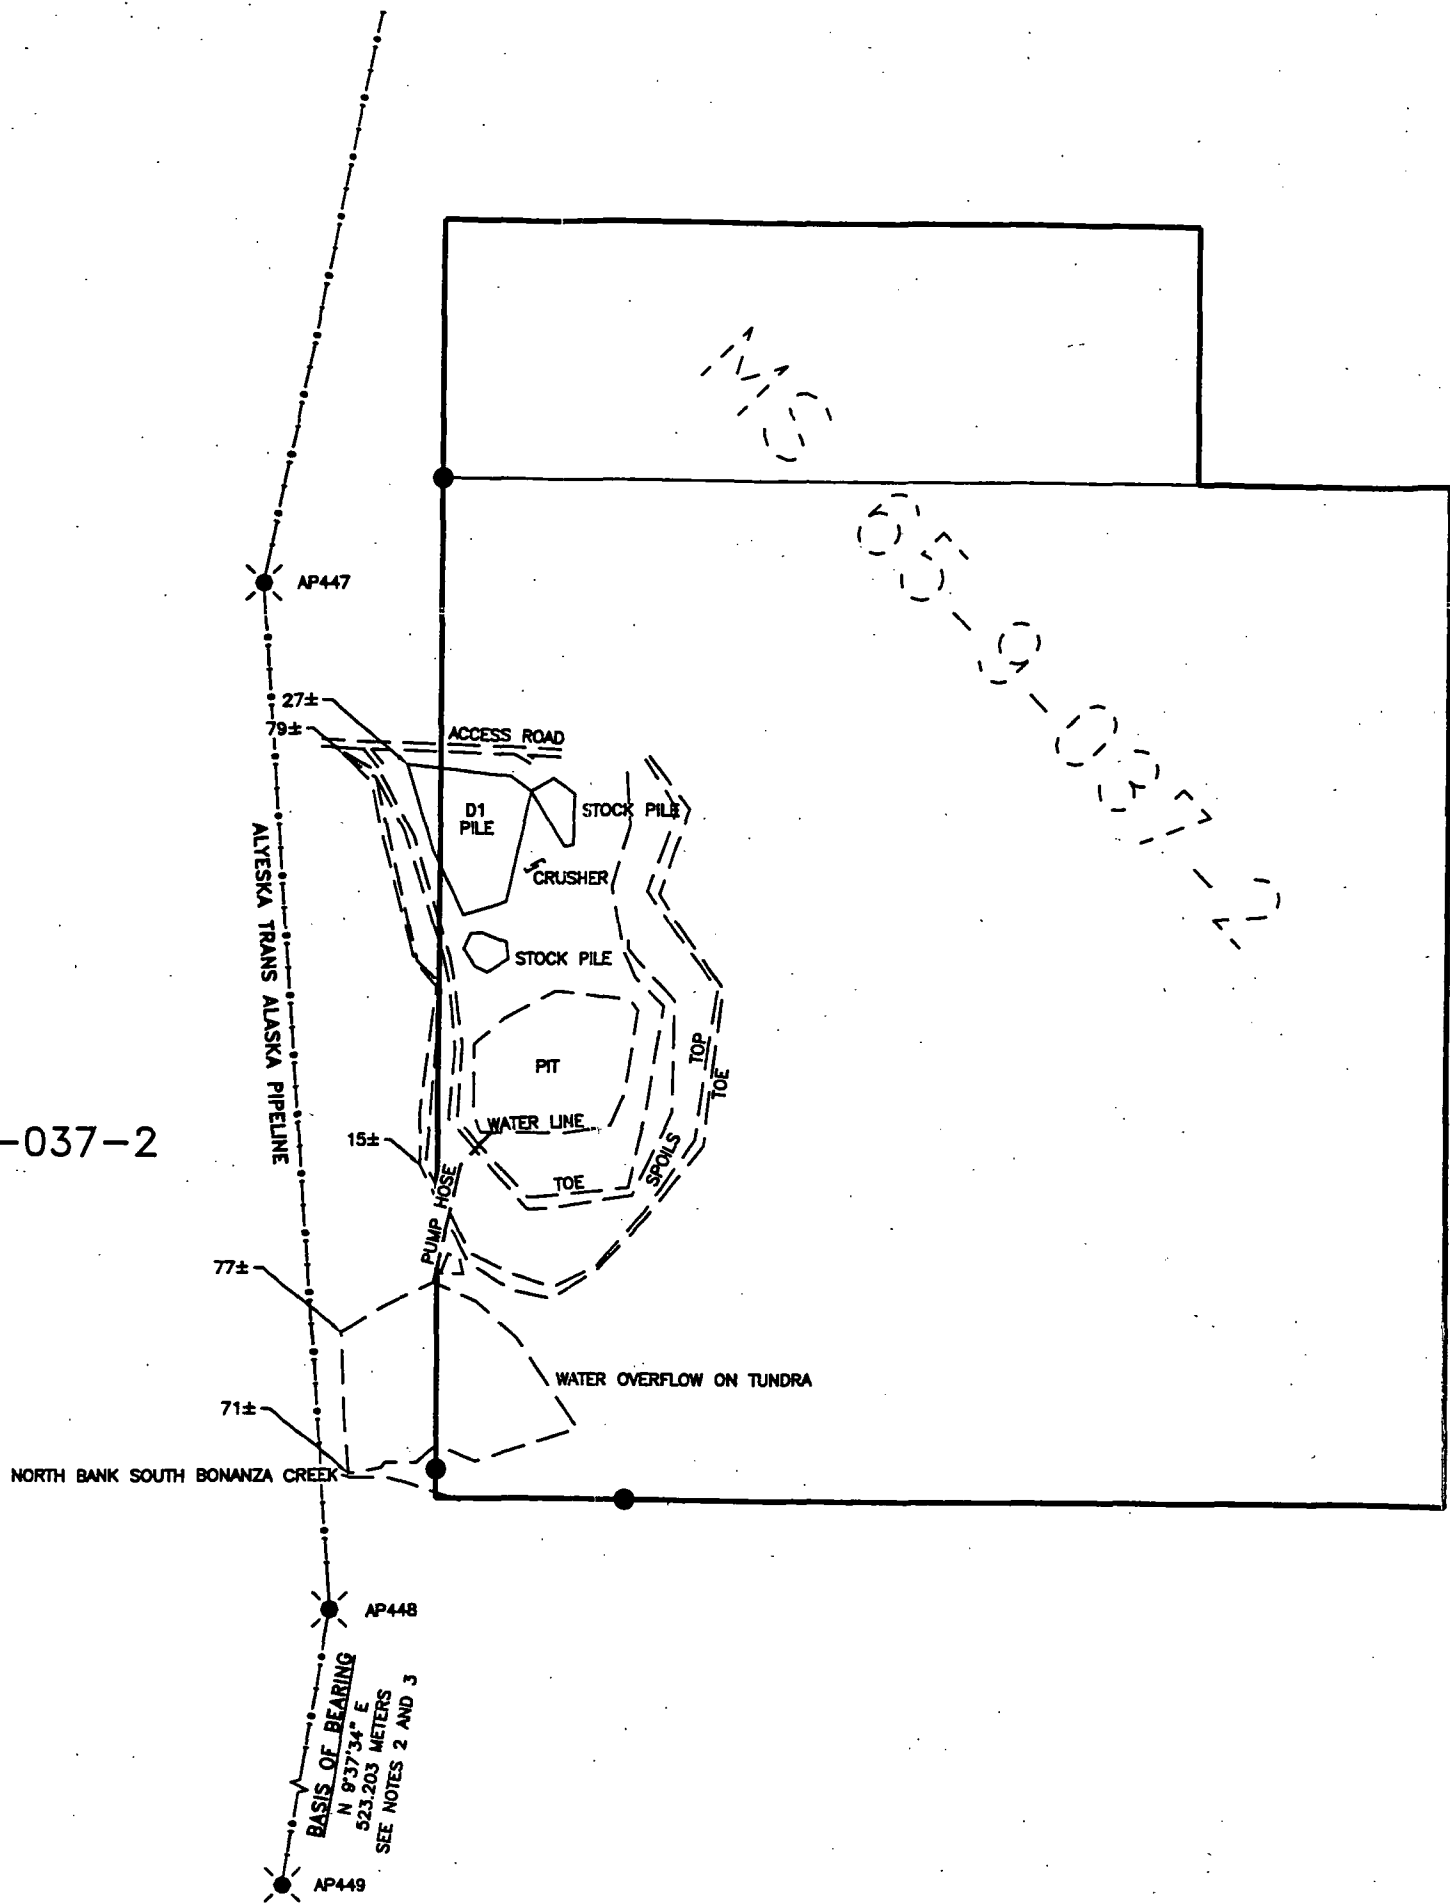 MS 65-9-037-2
AP447
27±
79±
ACCESS ROAD
D1
PILE
STOCK PILE
CRUSHER
ALYESKA TRANS ALASKA PIPELINE
STOCK PILE
PIT
TOP
TOE
WATER LINE
-037-2
15±
SPOILS
TOE
PUMP HOSE
77±
WATER OVERFLOW ON TUNDRA
71±
NORTH BANK SOUTH BONANZA CREEK
AP448
BASIS OF BEARING
N 9°37'34" E
523.203 METERS
SEE NOTES 2 AND 3
AP449